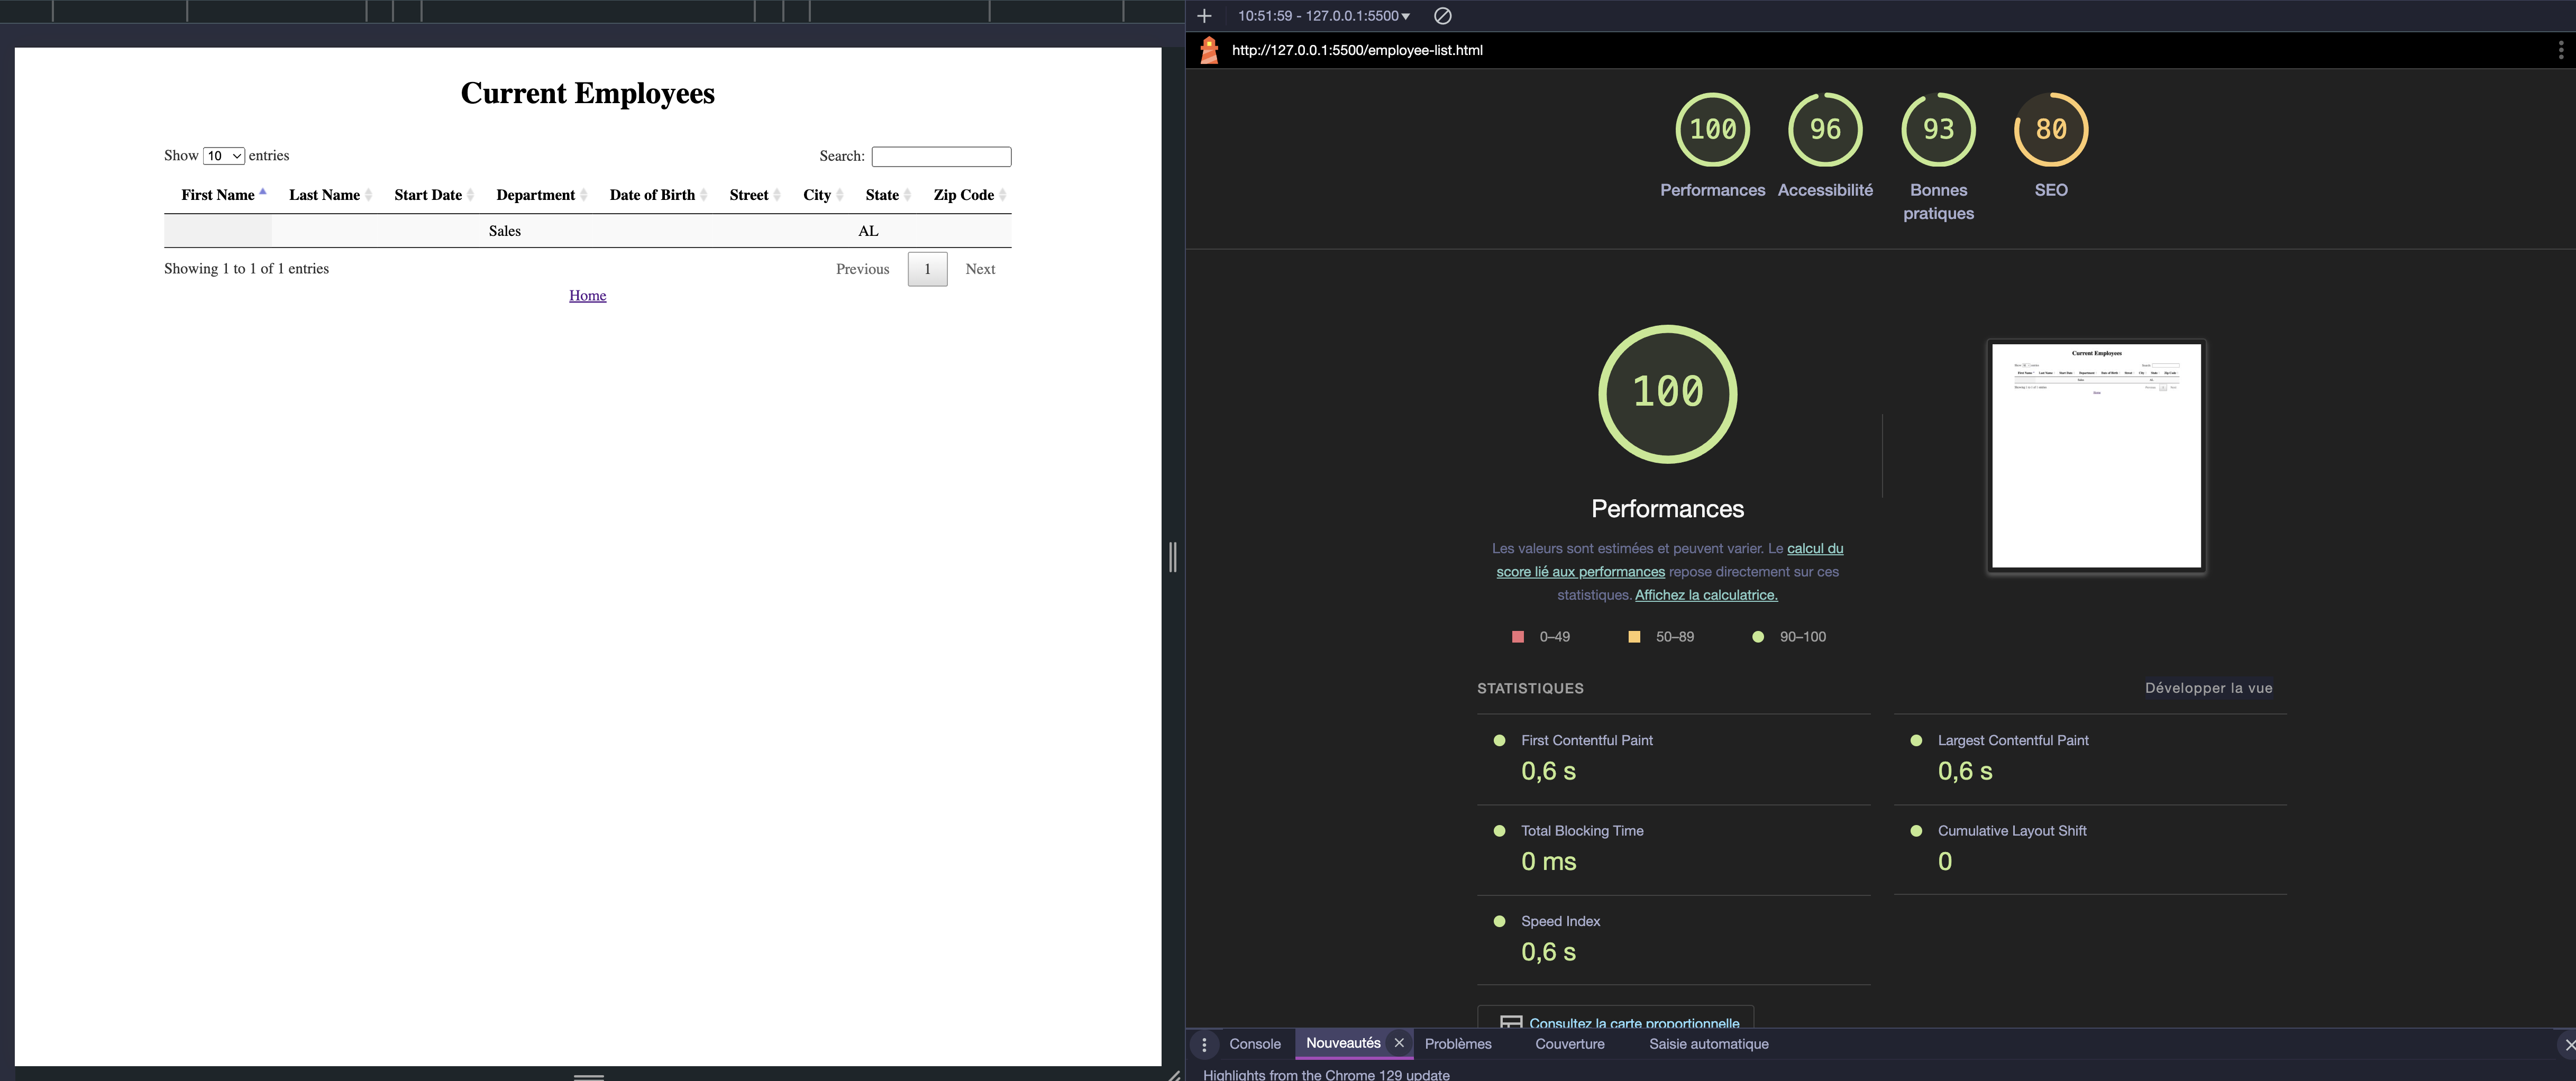 Current Employees
Show 10 entries
Search:
First Name Last Name Start Date Department Date of Birth Street City State Zip Code
Sales AL
Showing 1 to 1 of 1 entries
Previous 1 Next
Home
10:51:59 - 127.0.0.1:5500
http://127.0.0.1:5500/employee-list.html
100 96 93 80
Performances Accessibilité Bonnes pratiques SEO
100
Performances
Les valeurs sont estimées et peuvent varier. Le calcul du
score lié aux performances repose directement sur ces
statistiques. Affichez la calculatrice.
0–49 50–89 90–100
Current Employees
STATISTIQUES
Développer la vue
First Contentful Paint
0,6 s
Largest Contentful Paint
0,6 s
Total Blocking Time
0 ms
Cumulative Layout Shift
0
Speed Index
0,6 s
Consultez la carte proportionnelle
Console Nouveautés Problèmes Couverture Saisie automatique
Highlights from the Chrome 129 update